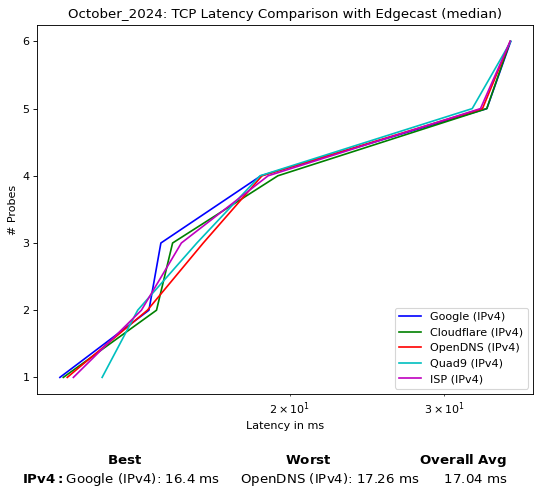 October_2024: TCP Latency Comparison with Edgecast (median)
6
5
4
3
2
1
# Probes
2 × 10¹
3 × 10¹
Latency in ms
Google (IPv4)
Cloudflare (IPv4)
OpenDNS (IPv4)
Quad9 (IPv4)
ISP (IPv4)
Best Worst Overall Avg
IPv4: Google (IPv4): 16.4 ms OpenDNS (IPv4): 17.26 ms 17.04 ms